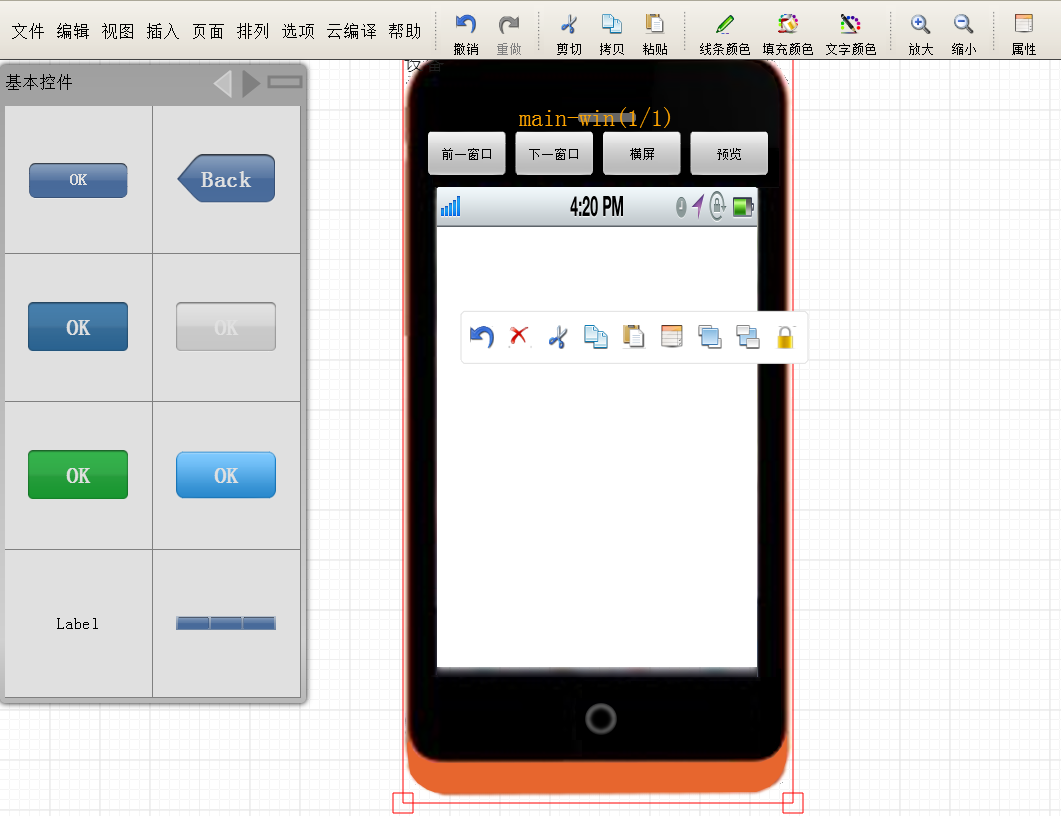 文件 编辑 视图 插入 页面 排列 选项 云编译 帮助
撤销 重做 剪切 拷贝 粘贴 线条颜色 填充颜色 文字颜色 放大 缩小 属性
基本控件
OK
Back
OK
OK
OK
OK
Label
设备
main-win(1/1)
前一窗口 下一窗口 横屏 预览
4:20 PM